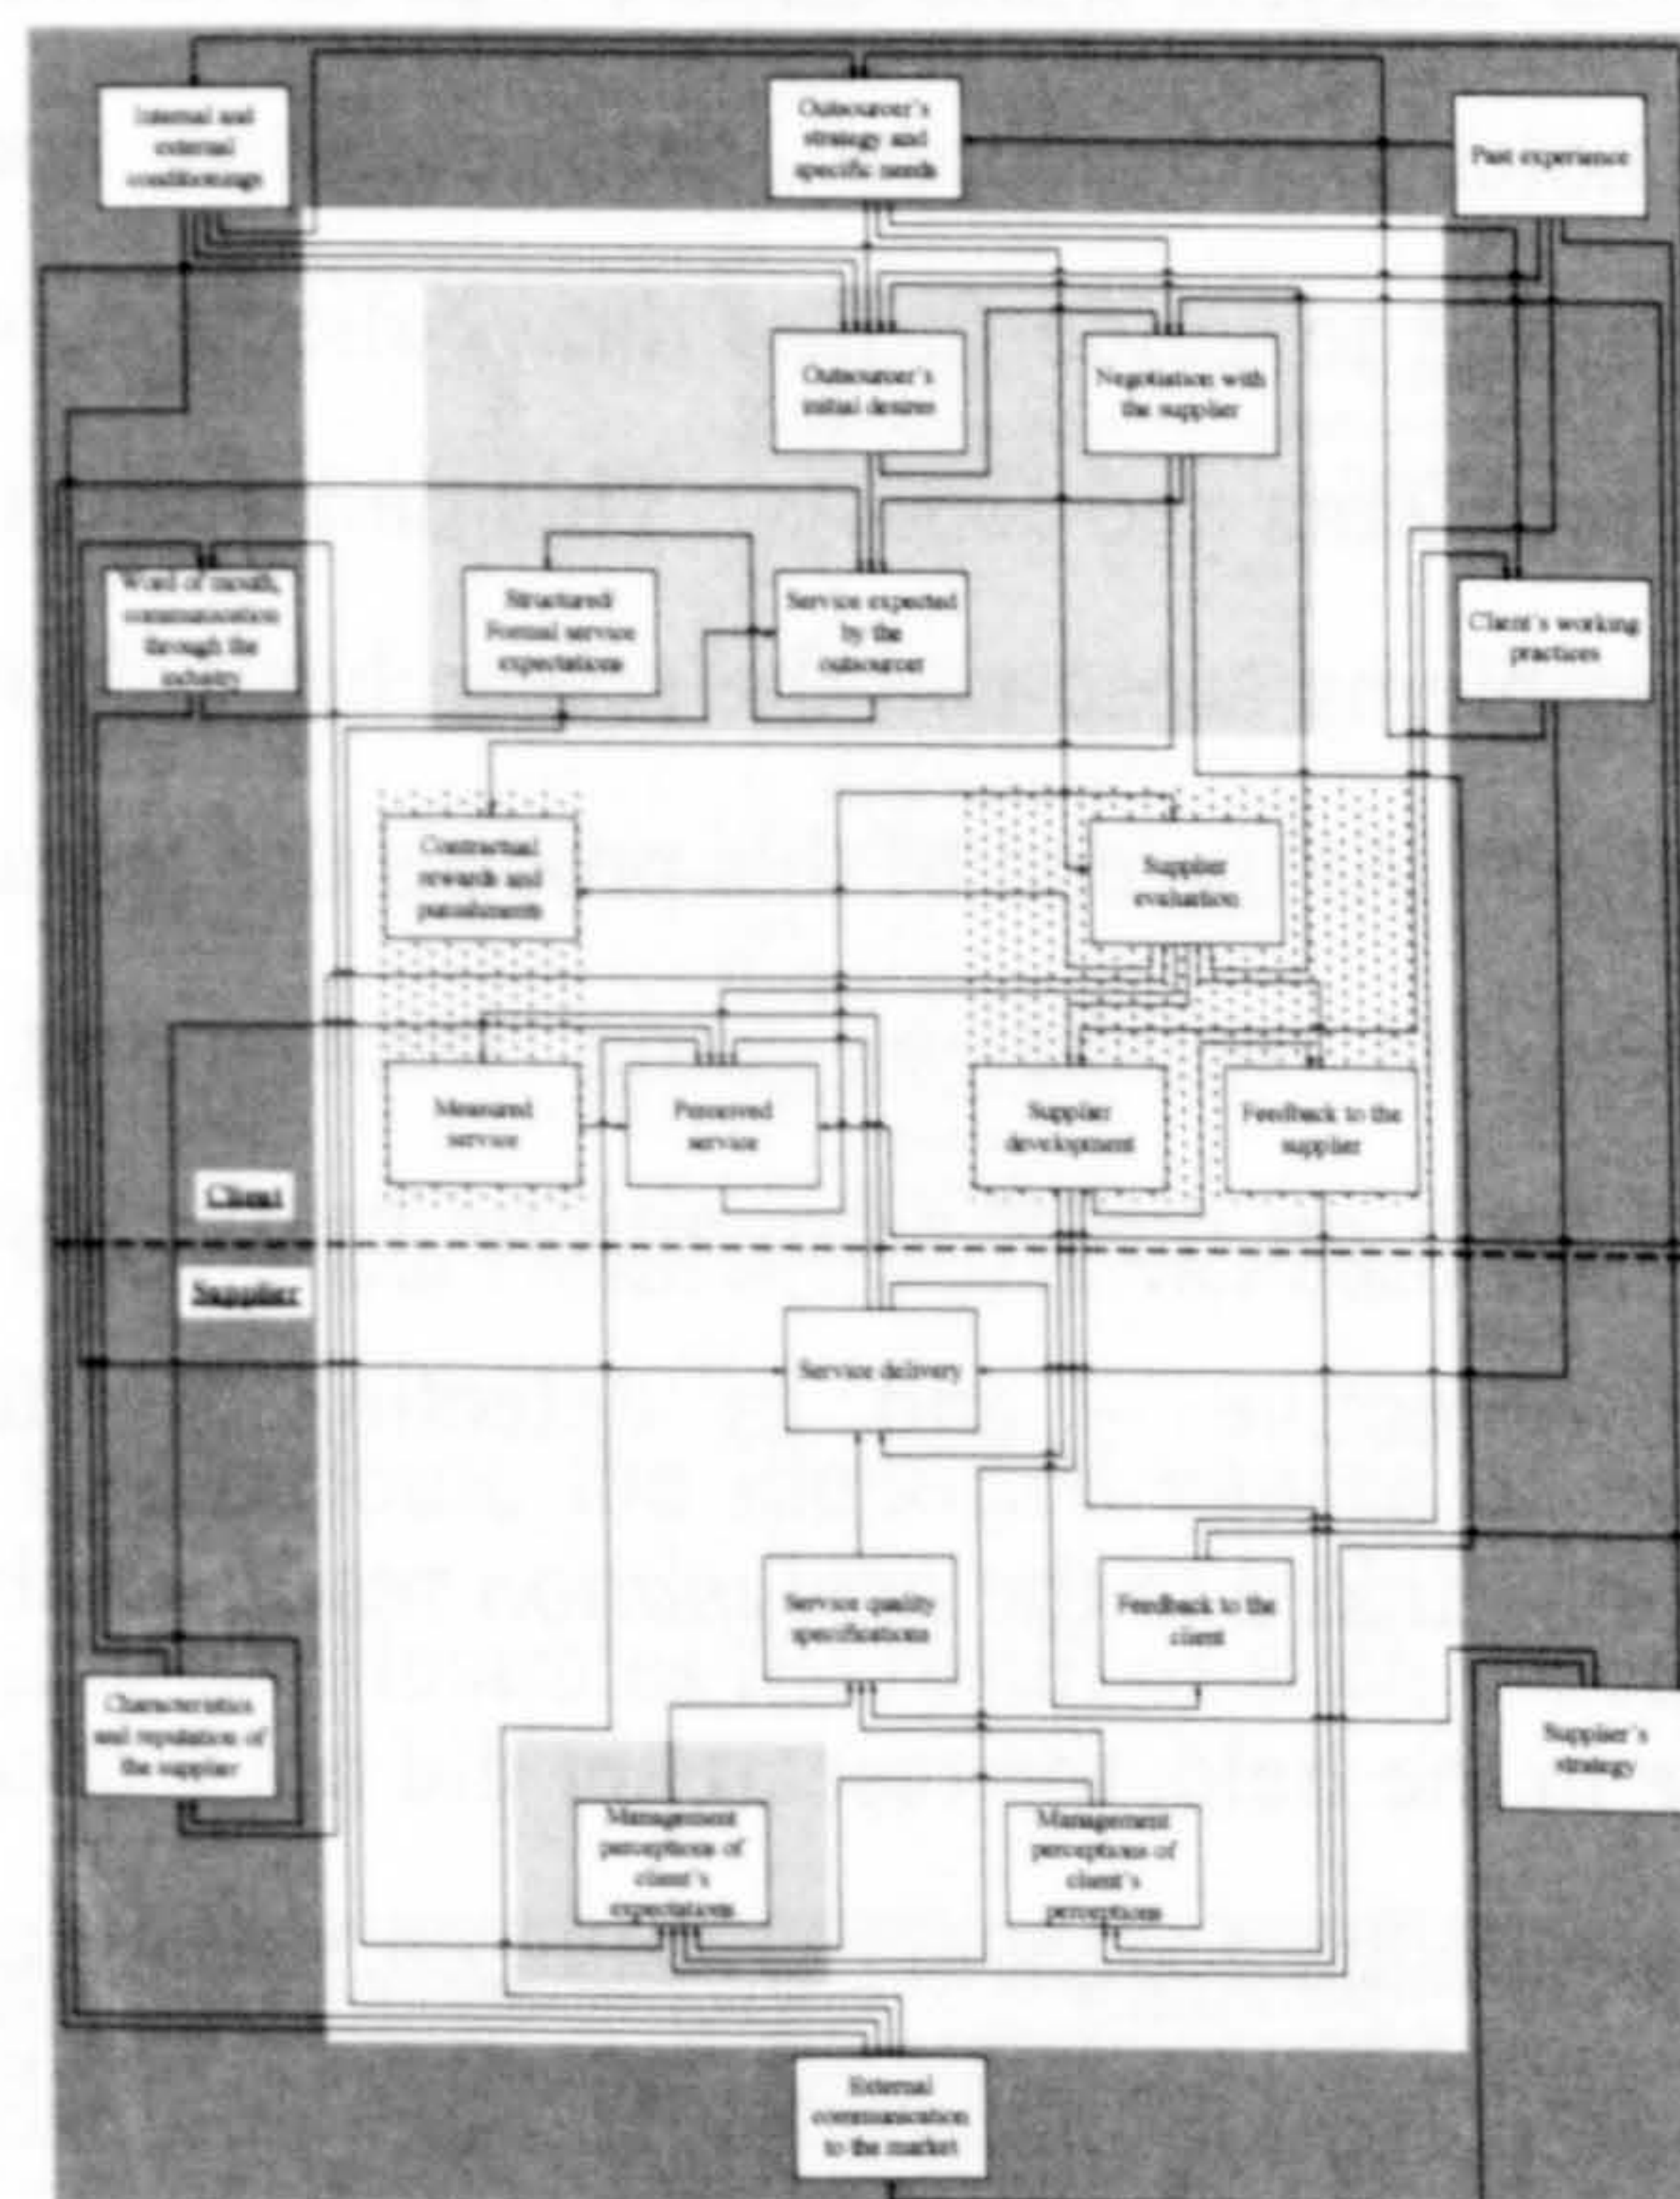 Internal and
external
conditionings
Outsourcer's
strategy and
specific needs
Past experience
Outsourcer's
initial desires
Negotiation with
the supplier
Word of mouth,
communication
through the
industry
Structured/
Formal service
expectations
Service expected
by the
outsourcer
Client's working
practices
Contractual
rewards and
punishments
Supplier
evaluation
Measured
service
Perceived
service
Supplier
development
Feedback to the
supplier
Client
Supplier
Service delivery
Service quality
specifications
Feedback to the
client
Characteristics
and reputation of
the supplier
Supplier's
strategy
Management
perceptions of
client's
expectations
Management
perceptions of
client's
perceptions
External
communication
to the market